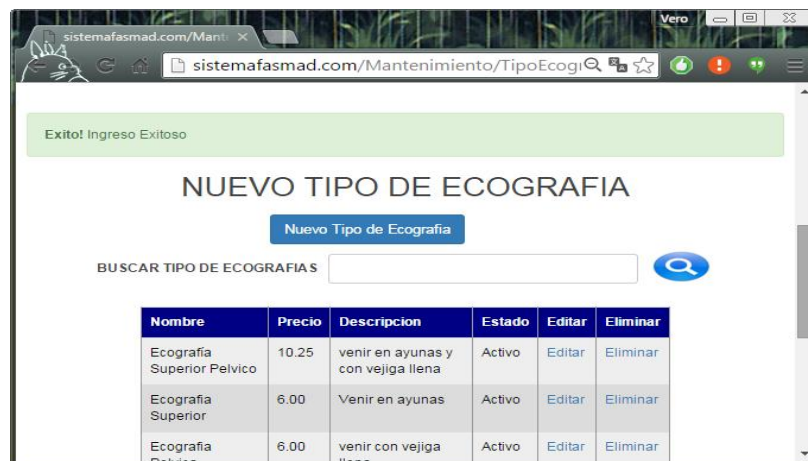 Vero
sistemafasmad.com/Mant
sistemafasmad.com/Mantenimiento/TipoEcogr
Exito! Ingreso Exitoso
NUEVO TIPO DE ECOGRAFIA
Nuevo Tipo de Ecografia
BUSCAR TIPO DE ECOGRAFIAS
Nombre Precio Descripcion Estado Editar Eliminar
Ecografía 10.25 venir en ayunas y Activo Editar Eliminar
Superior Pelvico con vejiga llena
Ecografia 6.00 Venir en ayunas Activo Editar Eliminar
Superior
Ecografia 6.00 venir con vejiga Activo Editar Eliminar